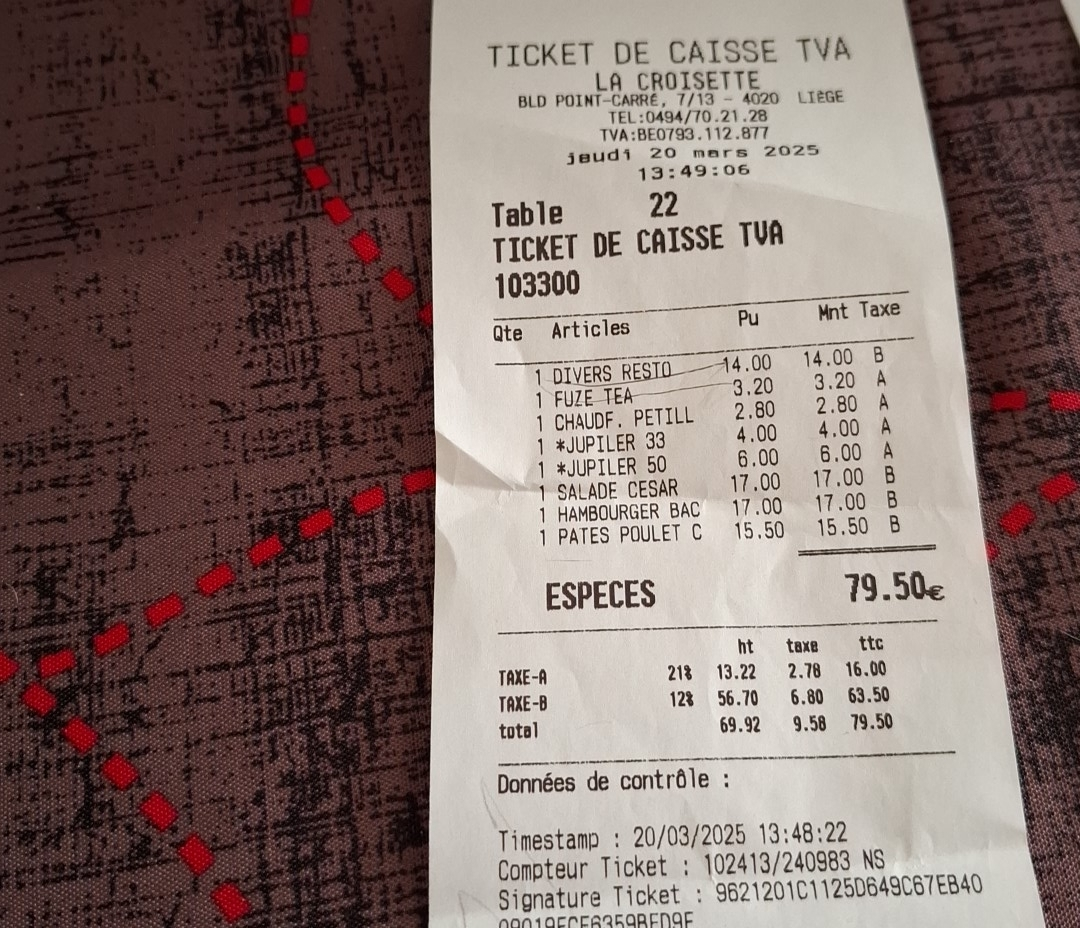 TICKET DE CAISSE TVA
LA CROISETTE
BLD POINT-CARRÉ, 7/13 - 4020 LIÈGE
TEL:0494/70.21.28
TVA:BE0793.112.877
jeudi 20 mars 2025
13:49:06
Table 22
TICKET DE CAISSE TVA
103300
Qte Articles Pu Mnt Taxe
1 DIVERS RESTO 14.00 14.00 B
1 FUZE TEA 3.20 3.20 A
1 CHAUDF. PETILL 2.80 2.80 A
1 *JUPILER 33 4.00 4.00 A
1 *JUPILER 50 6.00 6.00 A
1 SALADE CESAR 17.00 17.00 B
1 HAMBOURGER BAC 17.00 17.00 B
1 PATES POULET C 15.50 15.50 B
ESPECES 79.50€
ht taxe ttc
TAXE-A 21% 13.22 2.78 16.00
TAXE-B 12% 56.70 6.80 63.50
total 69.92 9.58 79.50
Données de contrôle :
Timestamp : 20/03/2025 13:48:22
Compteur Ticket : 102413/240983 NS
Signature Ticket : 9621201C1125D649C67EB40